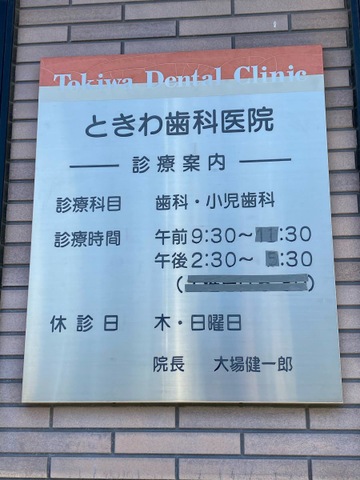 Tokiwa Dental Clinic
ときわ歯科医院
診療案内
診療科目 歯科・小児歯科
診療時間 午前 9:30〜11:30
午後 2:30〜5:30
休診日 木・日曜日
院長 大場健一郎